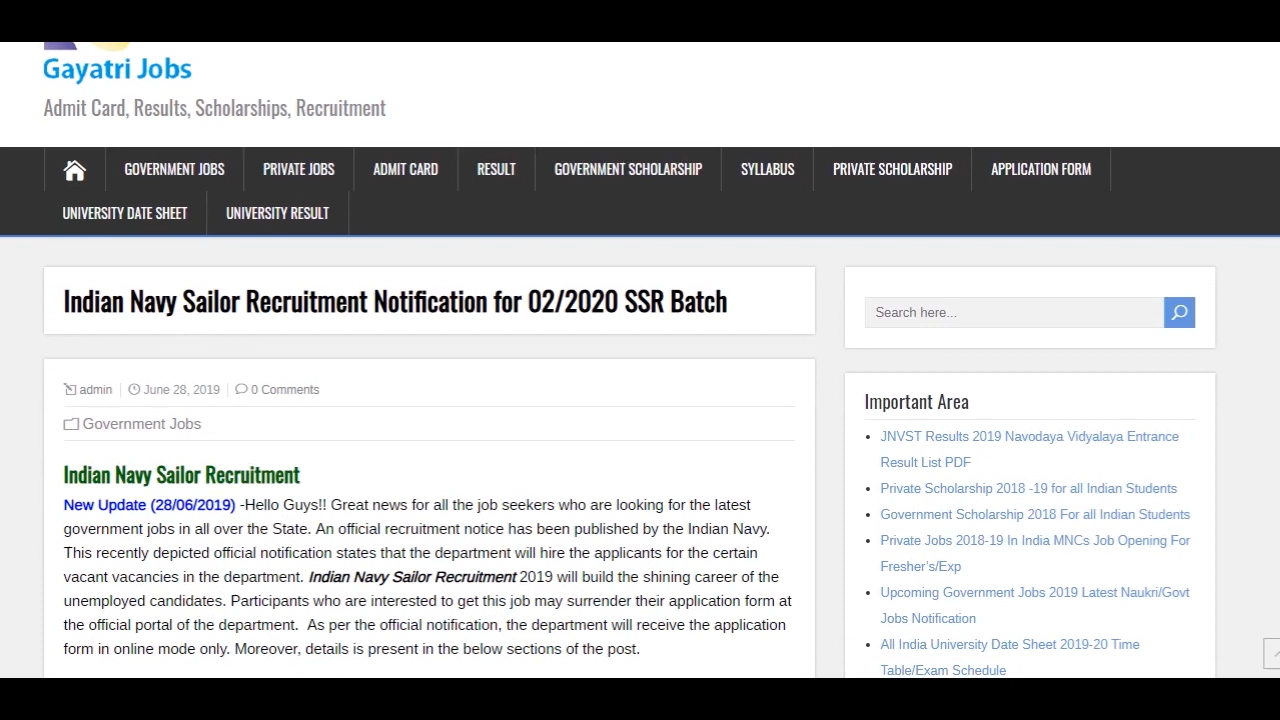 Gayatri Jobs
Admit Card, Results, Scholarships, Recruitment
GOVERNMENT JOBS PRIVATE JOBS ADMIT CARD RESULT GOVERNMENT SCHOLARSHIP SYLLABUS PRIVATE SCHOLARSHIP APPLICATION FORM
UNIVERSITY DATE SHEET UNIVERSITY RESULT
Indian Navy Sailor Recruitment Notification for 02/2020 SSR Batch
admin June 28, 2019 0 Comments
Government Jobs
Indian Navy Sailor Recruitment
New Update (28/06/2019) -Hello Guys!! Great news for all the job seekers who are looking for the latest
government jobs in all over the State. An official recruitment notice has been published by the Indian Navy.
This recently depicted official notification states that the department will hire the applicants for the certain
vacant vacancies in the department. Indian Navy Sailor Recruitment 2019 will build the shining career of the
unemployed candidates. Participants who are interested to get this job may surrender their application form at
the official portal of the department.  As per the official notification, the department will receive the application
form in online mode only. Moreover, details is present in the below sections of the post.
Search here...
Important Area
JNVST Results 2019 Navodaya Vidyalaya Entrance
Result List PDF
Private Scholarship 2018 -19 for all Indian Students
Government Scholarship 2018 For all Indian Students
Private Jobs 2018-19 In India MNCs Job Opening For
Fresher's/Exp
Upcoming Government Jobs 2019 Latest Naukri/Govt
Jobs Notification
All India University Date Sheet 2019-20 Time
Table/Exam Schedule